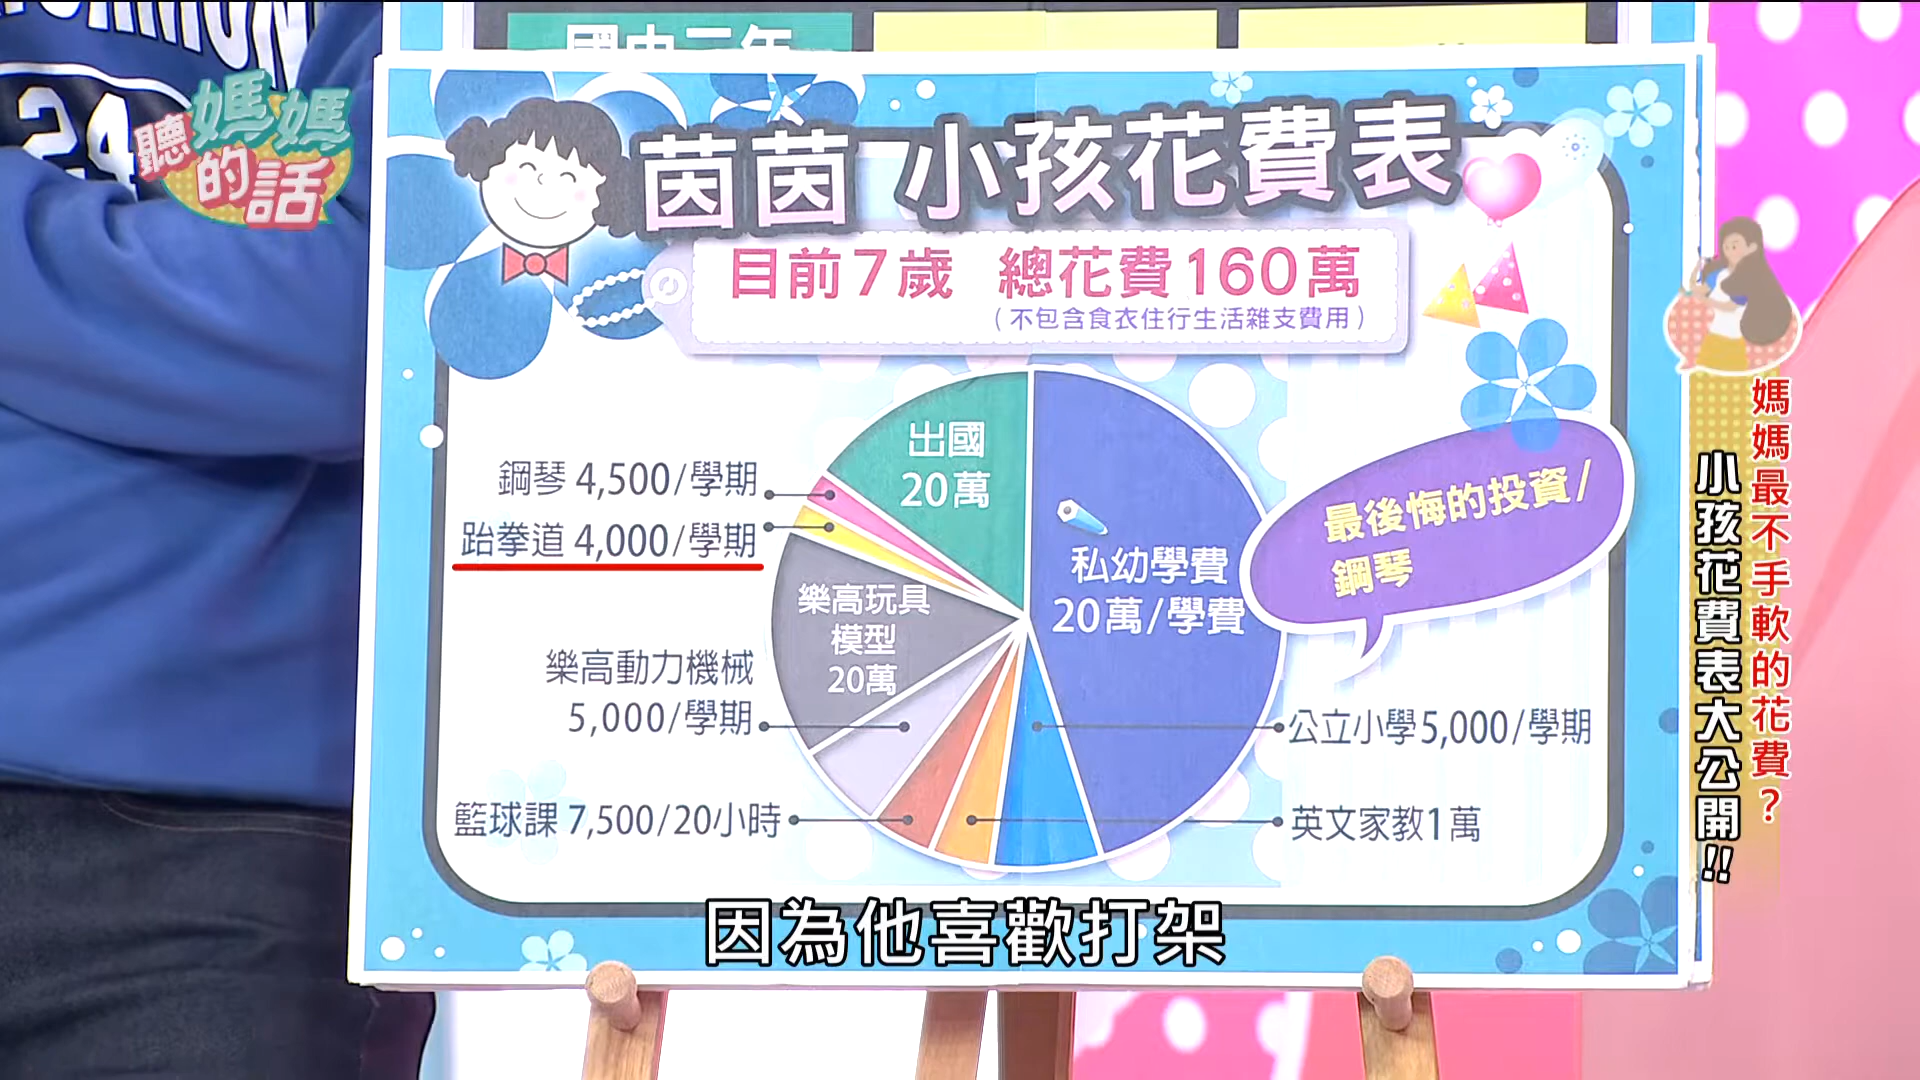 24
聽媽媽的話
國中二年
茵茵 小孩花費表
目前7歲 總花費160萬
(不包含食衣住行生活雜支費用)
出國
20萬
鋼琴 4,500/學期
跆拳道 4,000/學期
樂高玩具
模型
20萬
樂高動力機械
5,000/學期
籃球課 7,500/20小時
私幼學費
20萬/學費
最後悔的投資/
鋼琴
公立小學5,000/學期
英文家教1萬
因為他喜歡打架
媽媽最不手軟的花費?
小孩花費表大公開!!